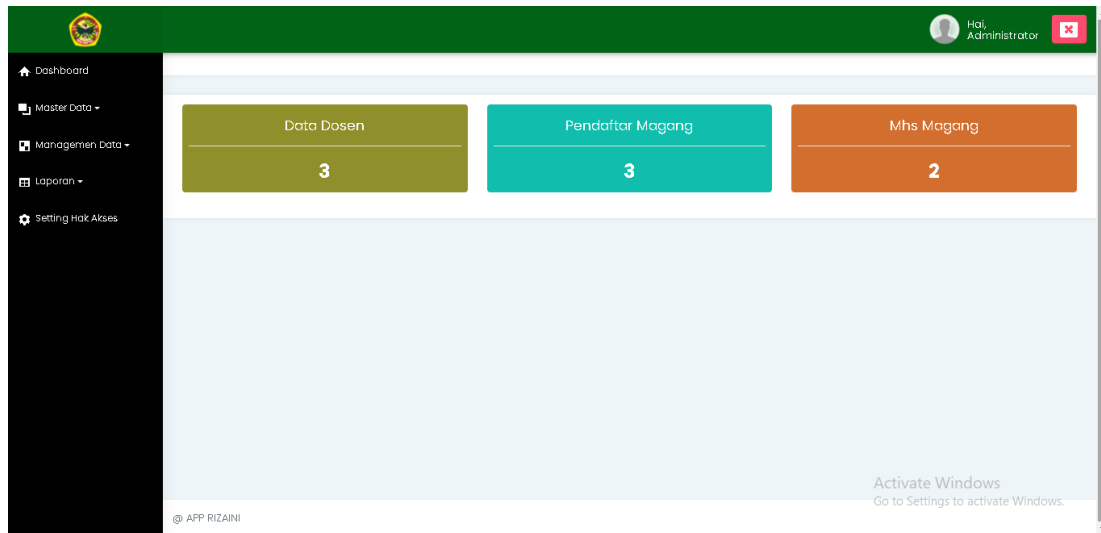 Hai,
Administrator
Dashboard
Master Data
Managemen Data
Laporan
Setting Hak Akses
Data Dosen
3
Pendaftar Magang
3
Mhs Magang
2
Activate Windows
Go to Settings to activate Windows.
@ APP RIZAINI